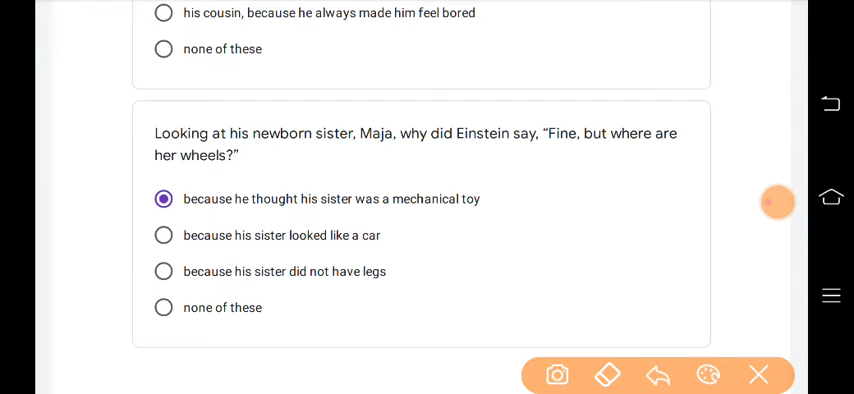 his cousin, because he always made him feel bored
none of these
Looking at his newborn sister, Maja, why did Einstein say, “Fine, but where are
her wheels?”
because he thought his sister was a mechanical toy
because his sister looked like a car
because his sister did not have legs
none of these